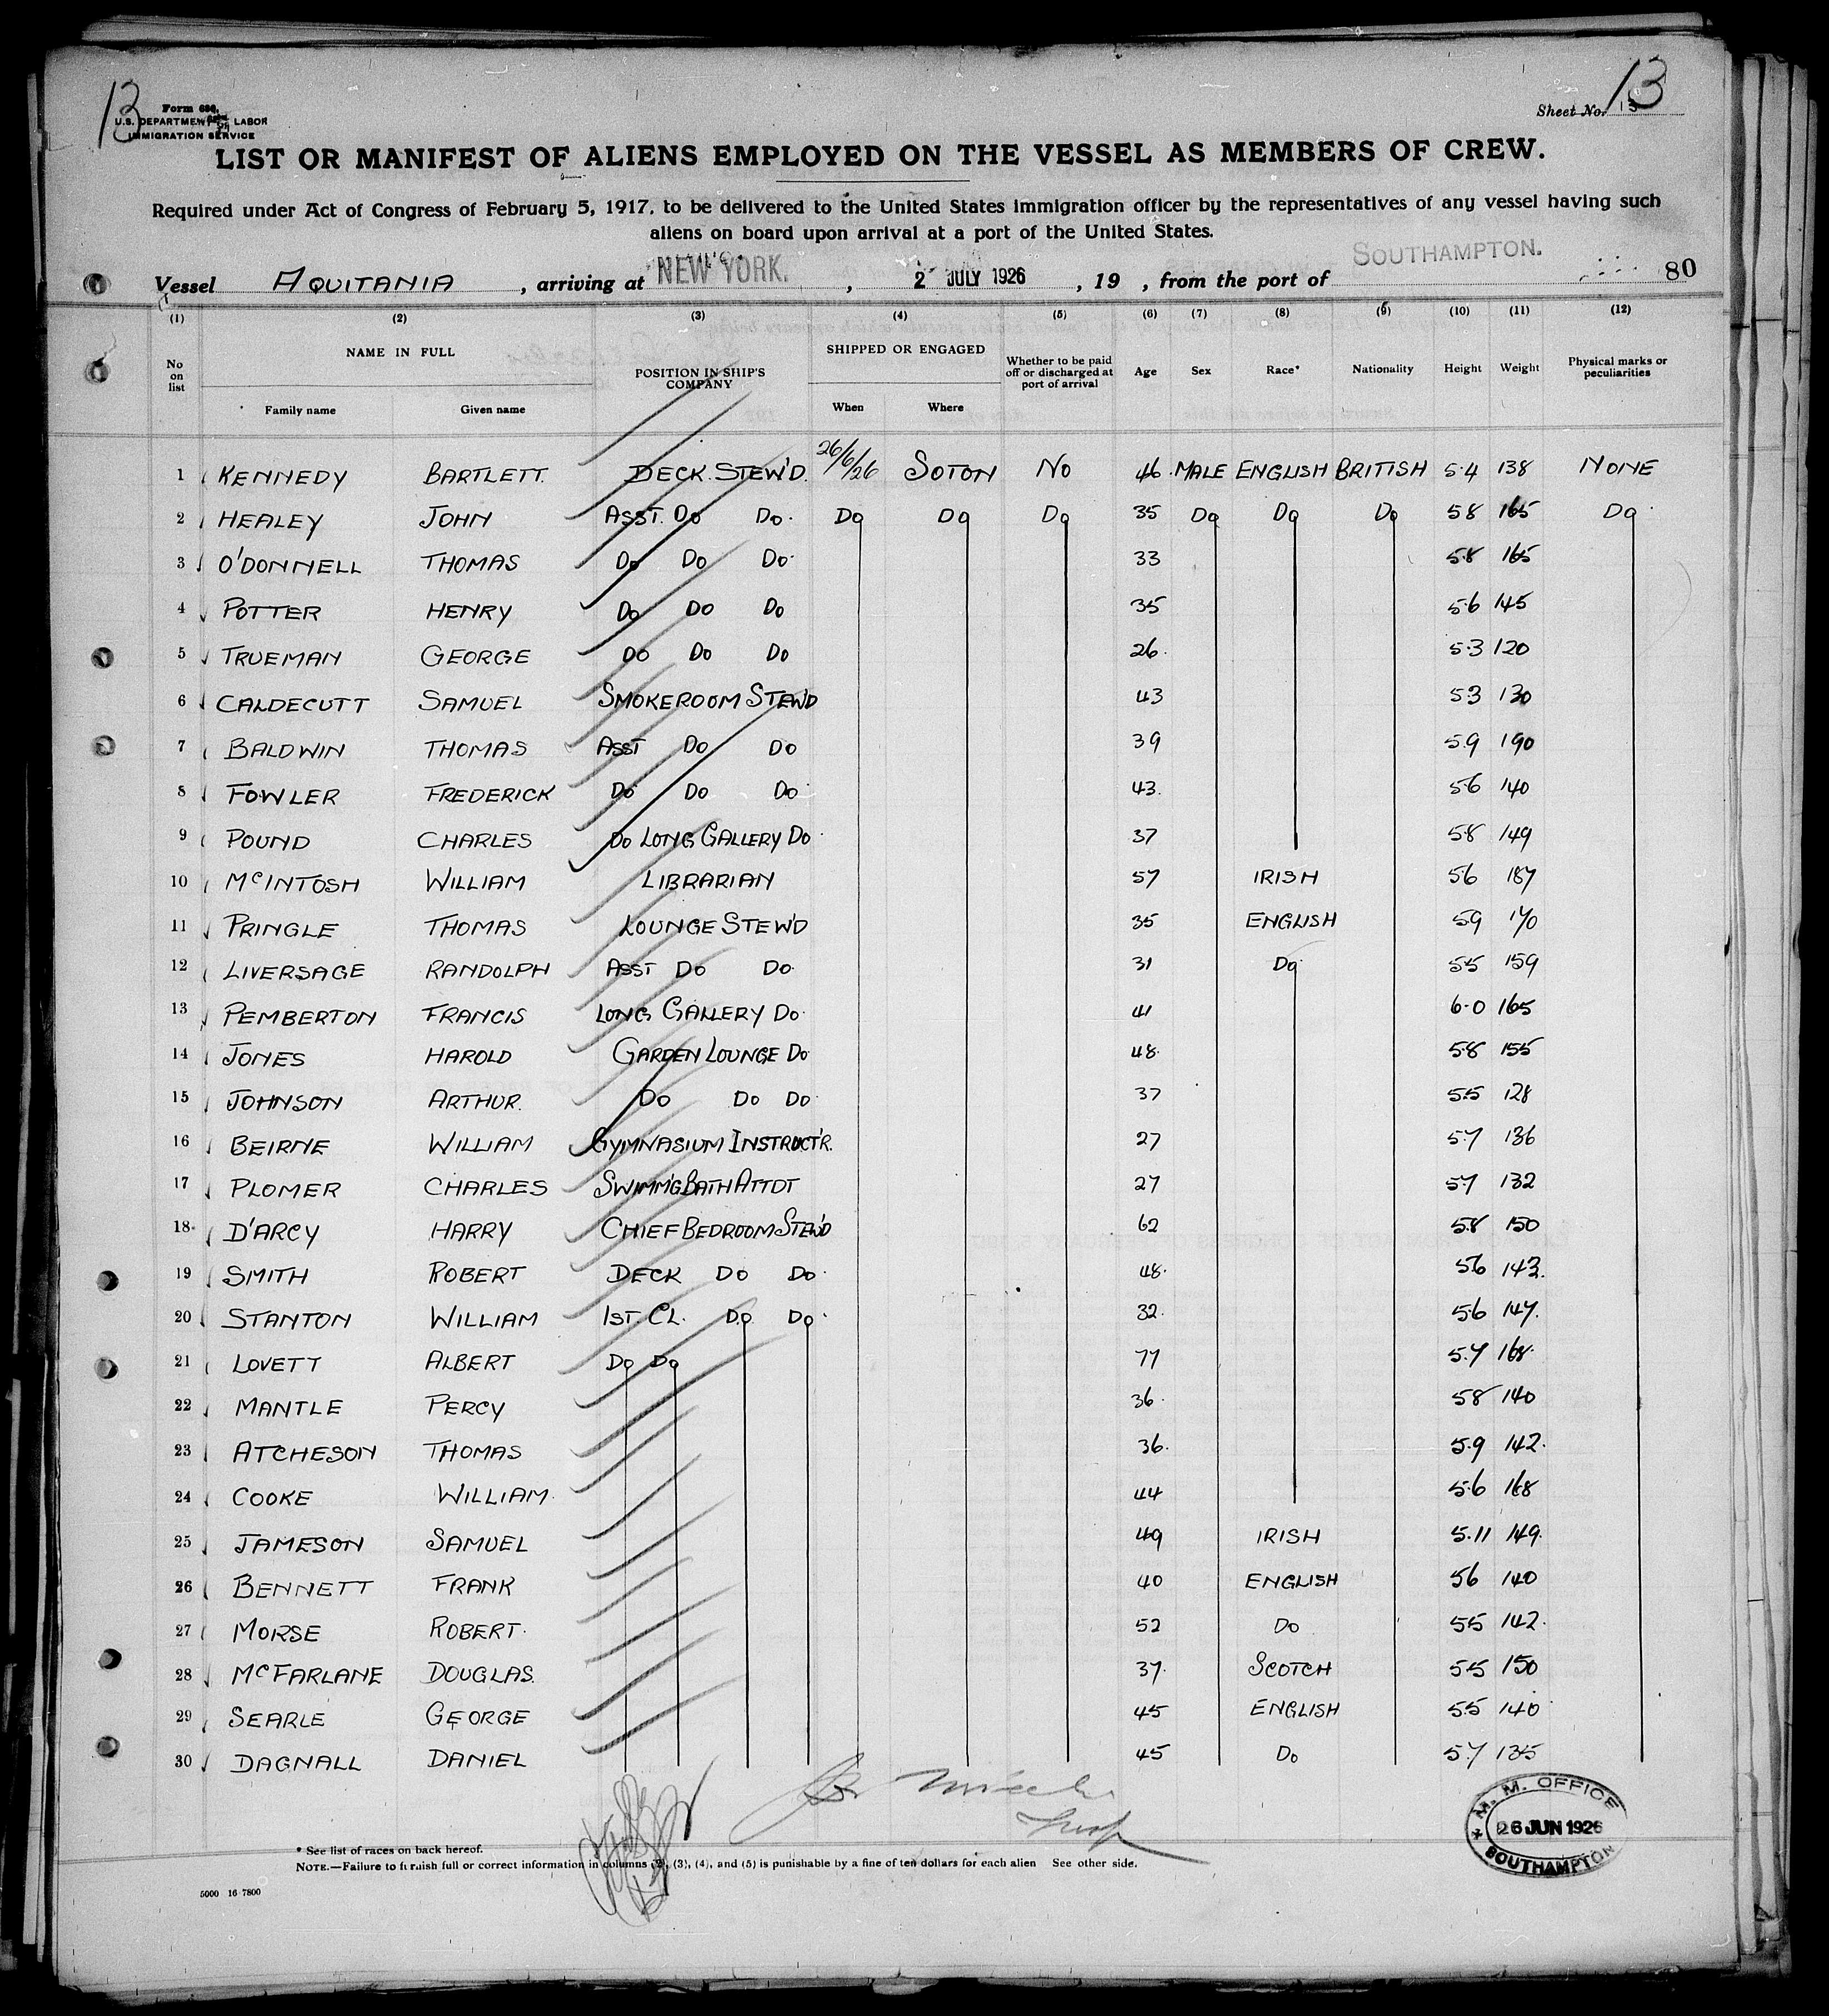 13
Form 680,
U.S. DEPARTMENT OF LABOR
IMMIGRATION SERVICE
Sheet No. 13
13
LIST OR MANIFEST OF ALIENS EMPLOYED ON THE VESSEL AS MEMBERS OF CREW.
Required under Act of Congress of February 5, 1917, to be delivered to the United States immigration officer by the representatives of any vessel having such
aliens on board upon arrival at a port of the United States.
Vessel AQUITANIA, arriving at NEW YORK., 2 JULY 1926, 19 , from the port of SOUTHAMPTON. 80
(1) (2) (3) (4) (5) (6) (7) (8) (9) (10) (11) (12)
No on list NAME IN FULL Family name Given name POSITION IN SHIP'S COMPANY SHIPPED OR ENGAGED When Where Whether to be paid off or discharged at port of arrival Age Sex Race* Nationality Height Weight Physical marks or peculiarities
1 KENNEDY BARTLETT. DECK STEW'D. 26/6/26 SOTON NO 46 MALE ENGLISH BRITISH 5·4 138 NONE
2 HEALEY JOHN ASST. DO DO. DO DO DO 35 DO DO DO 5 8 165 DO
3 O'DONNELL THOMAS DO DO DO. 33 5·8 165
4 POTTER HENRY DO DO DO 35 5·6 145
5 TRUEMAN GEORGE DO DO DO 26. 5·3 120
6 CALDECUTT SAMUEL SMOKEROOM STEW'D 43 5·3 130
7 BALDWIN THOMAS ASST DO DO 39 5·9 190
8 FOWLER FREDERICK DO DO DO 43. 5·6 140
9 POUND CHARLES DO LONG GALLERY DO 37 5·8 149
10 McINTOSH WILLIAM LIBRARIAN 57 IRISH 5 6 187
11 PRINGLE THOMAS LOUNGE STEW'D 35 ENGLISH 5 9 170
12 LIVERSAGE RANDOLPH ASST DO DO. 31 DO 5·5 159
13 PEMBERTON FRANCIS LONG GALLERY DO. 41 6·0 165
14 JONES HAROLD GARDEN LOUNGE DO 48. 5·8 155
15 JOHNSON ARTHUR. DO DO DO 37 5·5 128
16 BEIRNE WILLIAM GYMNASIUM INSTRUCT'R. 27 5·7 136
17 PLOMER CHARLES SWIMM'G BATH ATTDT 27 5·7 132
18 D'ARCY HARRY CHIEF BEDROOM STEW'D 62 5·8 150
19 SMITH ROBERT DECK DO DO. 48. 5 6 143.
20 STANTON WILLIAM 1ST. CL. DO DO. 32. 5·6 147.
21 LOVETT ALBERT DO DO 5·7 168.
22 MANTLE PERCY 36. 5 8 140
23 ATCHESON THOMAS 36. 5·9 142.
24 COOKE WILLIAM. 44 5·6 168
25 JAMESON SAMUEL 49 IRISH 5·11 149.
26 BENNETT FRANK 40 ENGLISH 5 6 140
27 MORSE ROBERT. 52 DO 5·5 142.
28 McFARLANE DOUGLAS. 37. SCOTCH 5·5 150
29 SEARLE GEORGE 45 ENGLISH 5·5 140
30 DAGNALL DANIEL 45 DO 5·7 135
M. M. OFFICE
26 JUN 1926
SOUTHAMPTON
* See list of races on back hereof.
NOTE.—Failure to furnish full or correct information in columns (2), (3), (4), and (5) is punishable by a fine of ten dollars for each alien See other side.
5000 16 7800